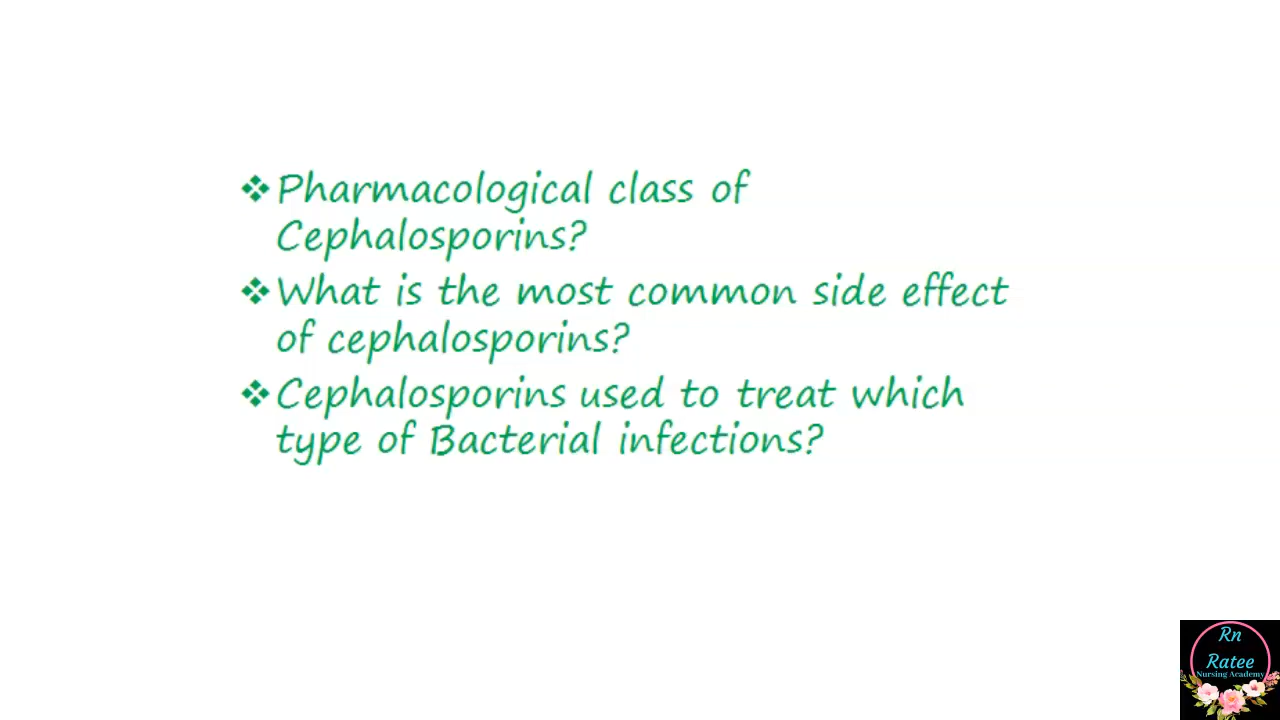 ❖Pharmacological class of
Cephalosporins?
❖What is the most common side effect
of cephalosporins?
❖Cephalosporins used to treat which
type of Bacterial infections?
Rn
Ratee
Nursing Academy